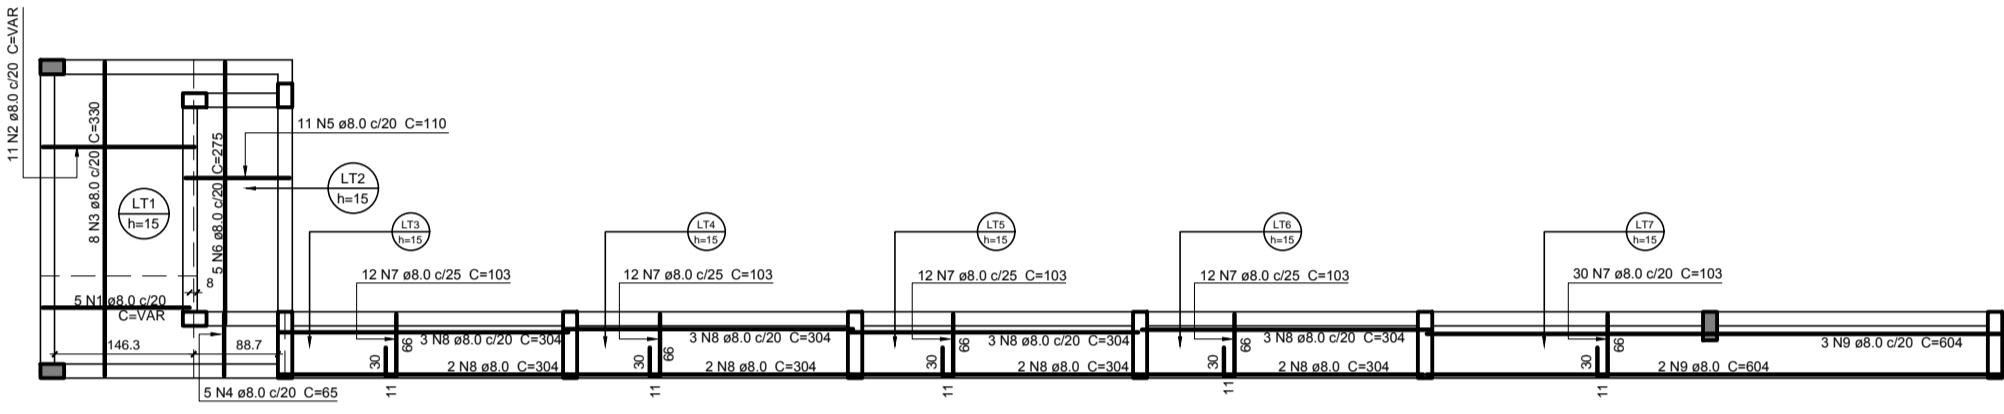 11 N2 ø8.0 c/20  C=VAR
8 N3 ø8.0 c/20  C=330
5 N6 ø8.0 c/20  C=275
11 N5 ø8.0 c/20  C=110
LT1
h=15
LT2
h=15
8
5 N1 ø8.0 c/20
C=VAR
146.3
88.7
5 N4 ø8.0 c/20  C=65
LT3
h=15
12 N7 ø8.0 c/25  C=103
3 N8 ø8.0 c/20  C=304
66
30
2 N8 ø8.0  C=304
11
LT4
h=15
12 N7 ø8.0 c/25  C=103
3 N8 ø8.0 c/20  C=304
66
30
2 N8 ø8.0  C=304
11
LT5
h=15
12 N7 ø8.0 c/25  C=103
3 N8 ø8.0 c/20  C=304
66
30
2 N8 ø8.0  C=304
11
LT6
h=15
12 N7 ø8.0 c/25  C=103
3 N8 ø8.0 c/20  C=304
66
30
2 N8 ø8.0  C=304
11
LT7
h=15
30 N7 ø8.0 c/20  C=103
3 N9 ø8.0 c/20  C=604
66
30
2 N9 ø8.0  C=604
11